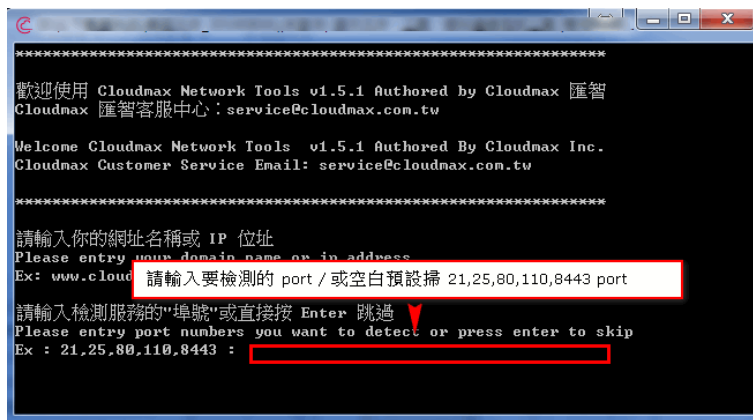 ************************************************************************
歡迎使用 Cloudmax Network Tools v1.5.1 Authored by Cloudmax 匯智
Cloudmax 匯智客服中心：service@cloudmax.com.tw
Welcome Cloudmax Network Tools  v1.5.1 Authored By Cloudmax Inc.
Cloudmax Customer Service Email: service@cloudmax.com.tw
************************************************************************
請輸入你的網址名稱或 IP 位址
Please entry your domain name or ip address
Ex: www.cloud
請輸入要檢測的 port / 或空白預設掃 21,25,80,110,8443 port
請輸入檢測服務的"埠號"或直接按 Enter 跳過
Please entry port numbers you want to detect or press enter to skip
Ex : 21,25,80,110,8443 :